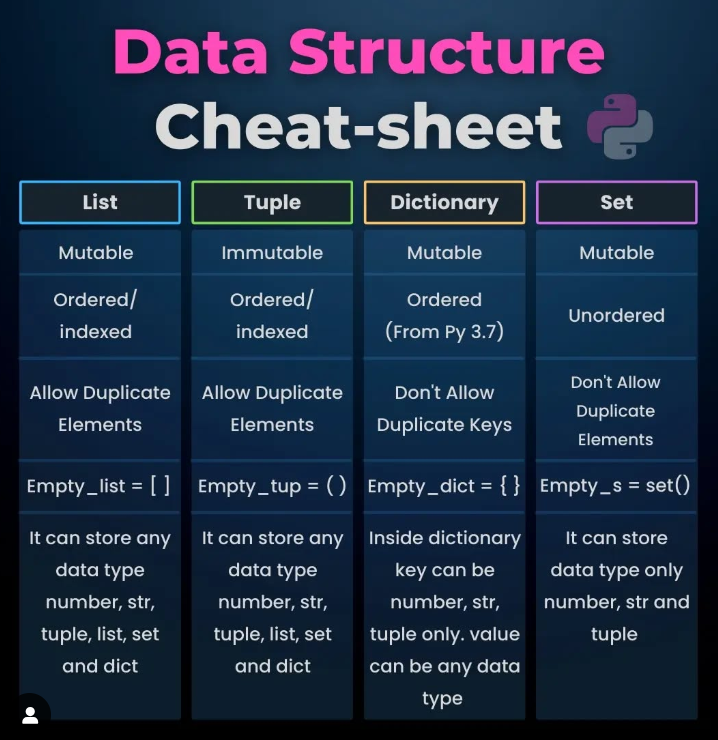 Data Structure
Cheat-sheet
List
Mutable
Ordered/
indexed
Allow Duplicate
Elements
Empty_list = [ ]
It can store any
data type
number, str,
tuple, list, set
and dict
Tuple
Immutable
Ordered/
indexed
Allow Duplicate
Elements
Empty_tup = ( )
It can store any
data type
number, str,
tuple, list, set
and dict
Dictionary
Mutable
Ordered
(From Py 3.7)
Don't Allow
Duplicate Keys
Empty_dict = { }
Inside dictionary
key can be
number, str,
tuple only. value
can be any data
type
Set
Mutable
Unordered
Don't Allow
Duplicate
Elements
Empty_s = set()
It can store
data type only
number, str and
tuple